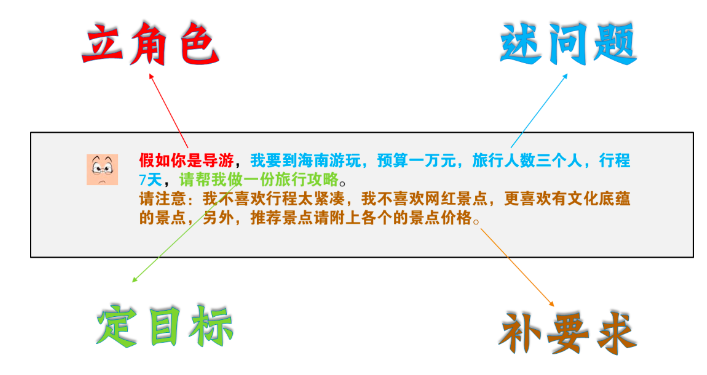 立角色
述问题
假如你是导游，我要到海南游玩，预算一万元，旅行人数三个人，行程
7天，请帮我做一份旅行攻略。
请注意：我不喜欢行程太紧凑，我不喜欢网红景点，更喜欢有文化底蕴
的景点，另外，推荐景点请附上各个的景点价格。
定目标
补要求